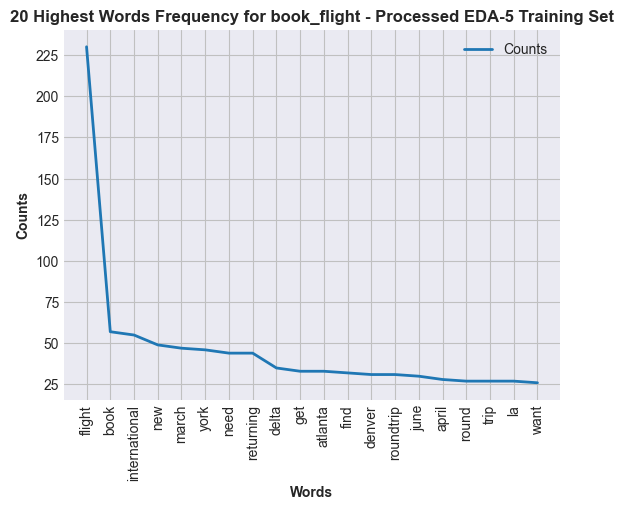 20 Highest Words Frequency for book_flight - Processed EDA-5 Training Set
Counts
225
200
175
150
125
100
75
50
25
Counts
flight
book
international
new
march
york
need
returning
delta
get
atlanta
find
denver
roundtrip
june
april
round
trip
la
want
Words